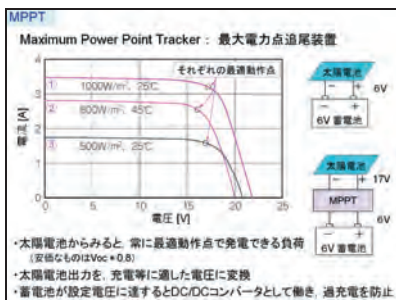 MPPT
Maximum Power Point Tracker： 最大電力点追尾装置
電流 [A]
4
3
2
1
0
それぞれの最適動作点
① 1000W/m², 25℃
② 800W/m², 45℃
③ 500W/m², 25℃
0 5 10 15 20 25
電圧 [V]
太陽電池
− +
6V
6V 蓄電池
太陽電池
− + 17V
MPPT
− + 6V
6V 蓄電池
・太陽電池からみると, 常に最適動作点で発電できる負荷
（安価なものはVoc＊0.8）
・太陽電池出力を, 充電等に適した電圧に変換
・蓄電池が設定電圧に達するとDC/DCコンバータとして働き, 過充電を防止